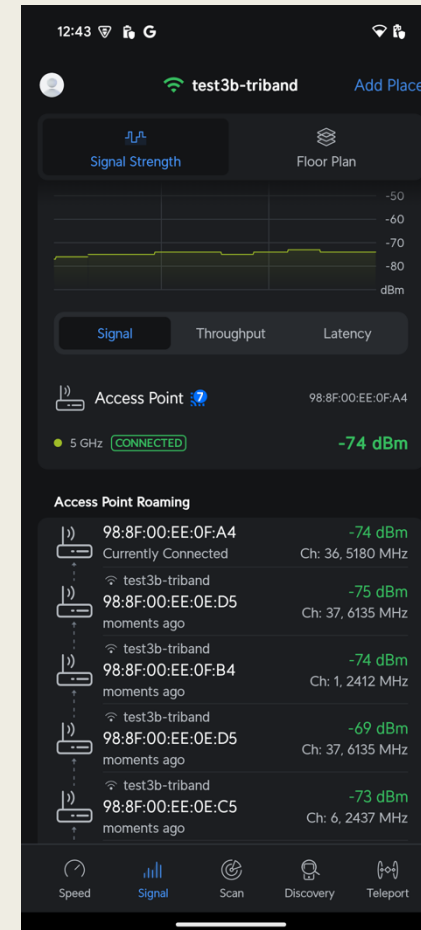 12:43 G
test3b-triband Add Place
Signal Strength Floor Plan
-50
-60
-70
-80
dBm
Signal Throughput Latency
Access Point 7 98:8F:00:EE:0F:A4
5 GHz CONNECTED -74 dBm
Access Point Roaming
98:8F:00:EE:0F:A4 -74 dBm
Currently Connected Ch: 36, 5180 MHz
test3b-triband
98:8F:00:EE:0E:D5 -75 dBm
moments ago Ch: 37, 6135 MHz
test3b-triband
98:8F:00:EE:0F:B4 -74 dBm
moments ago Ch: 1, 2412 MHz
test3b-triband
98:8F:00:EE:0E:D5 -69 dBm
moments ago Ch: 37, 6135 MHz
test3b-triband
98:8F:00:EE:0E:C5 -73 dBm
moments ago Ch: 6, 2437 MHz
Speed Signal Scan Discovery Teleport